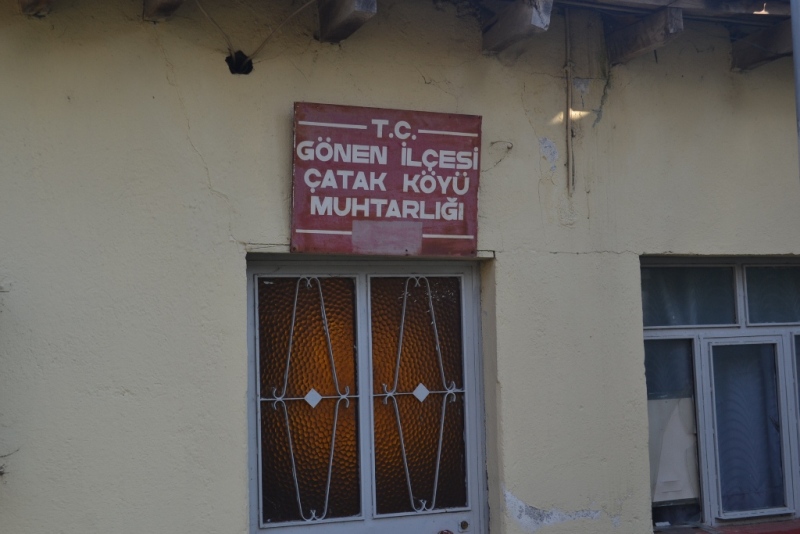 T.C.
GÖNEN İLÇESİ
ÇATAK KÖYÜ
MUHTARLIĞI